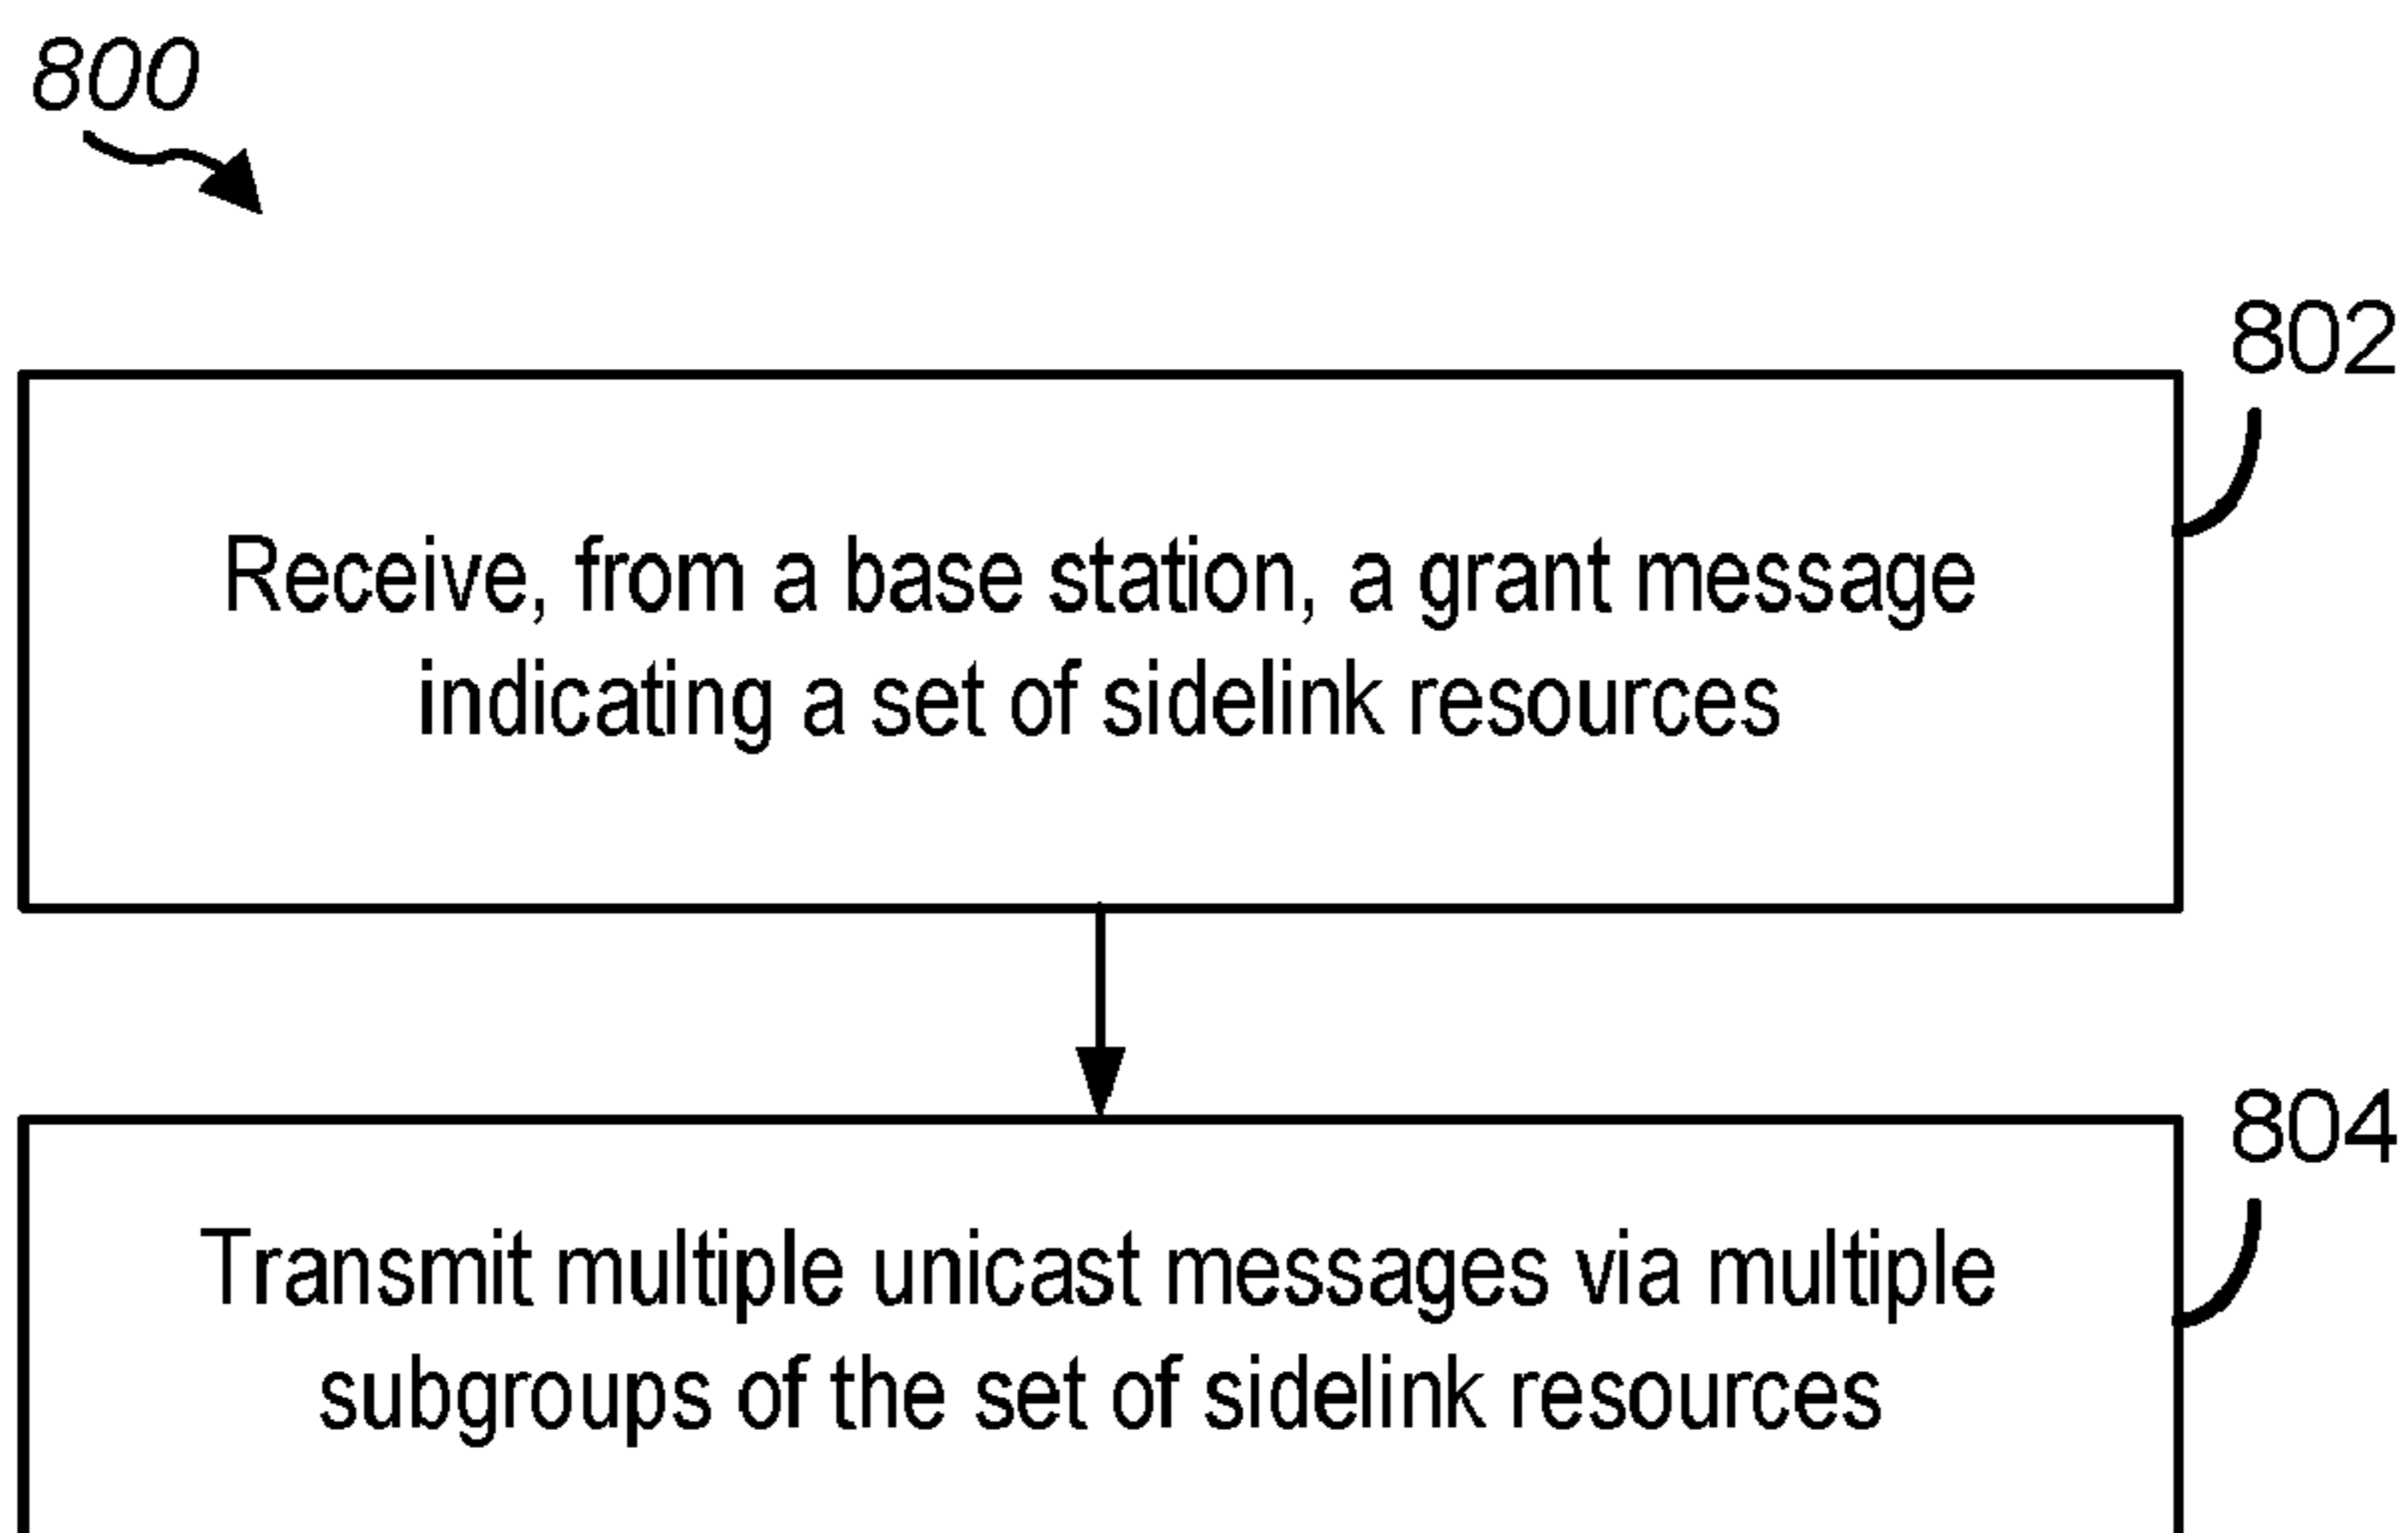 800
802
Receive, from a base station, a grant message
indicating a set of sidelink resources
804
Transmit multiple unicast messages via multiple
subgroups of the set of sidelink resources